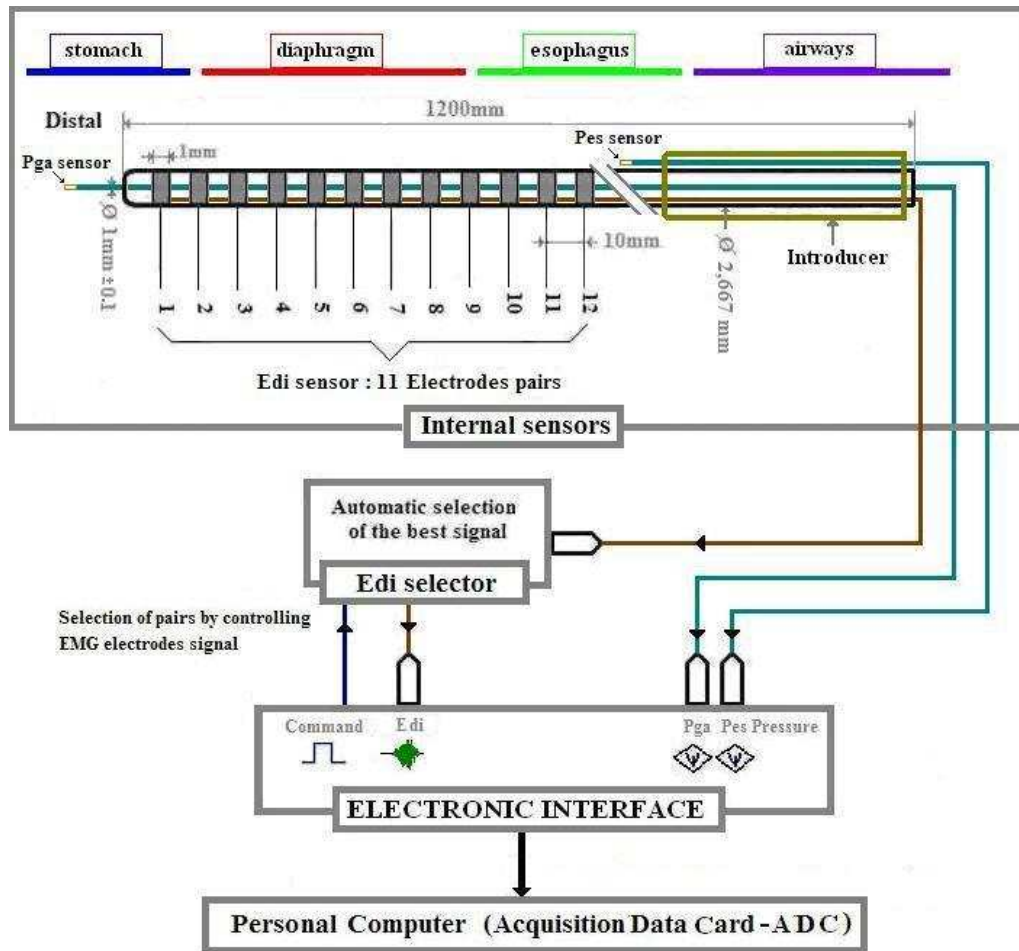 stomach diaphragm esophagus airways
1200mm
Distal
Pes sensor
1mm
Pga sensor
Ø 1mm ±0.1
10mm
Ø 2,667 mm
Introducer
1 2 3 4 5 6 7 8 9 10 11 12
Edi sensor : 11 Electrodes pairs
Internal sensors
Automatic selection
of the best signal
Edi selector
Selection of pairs by controlling
EMG electrodes signal
Command Edi Pga Pes Pressure
ELECTRONIC INTERFACE
Personal Computer (Acquisition Data Card - A D C)